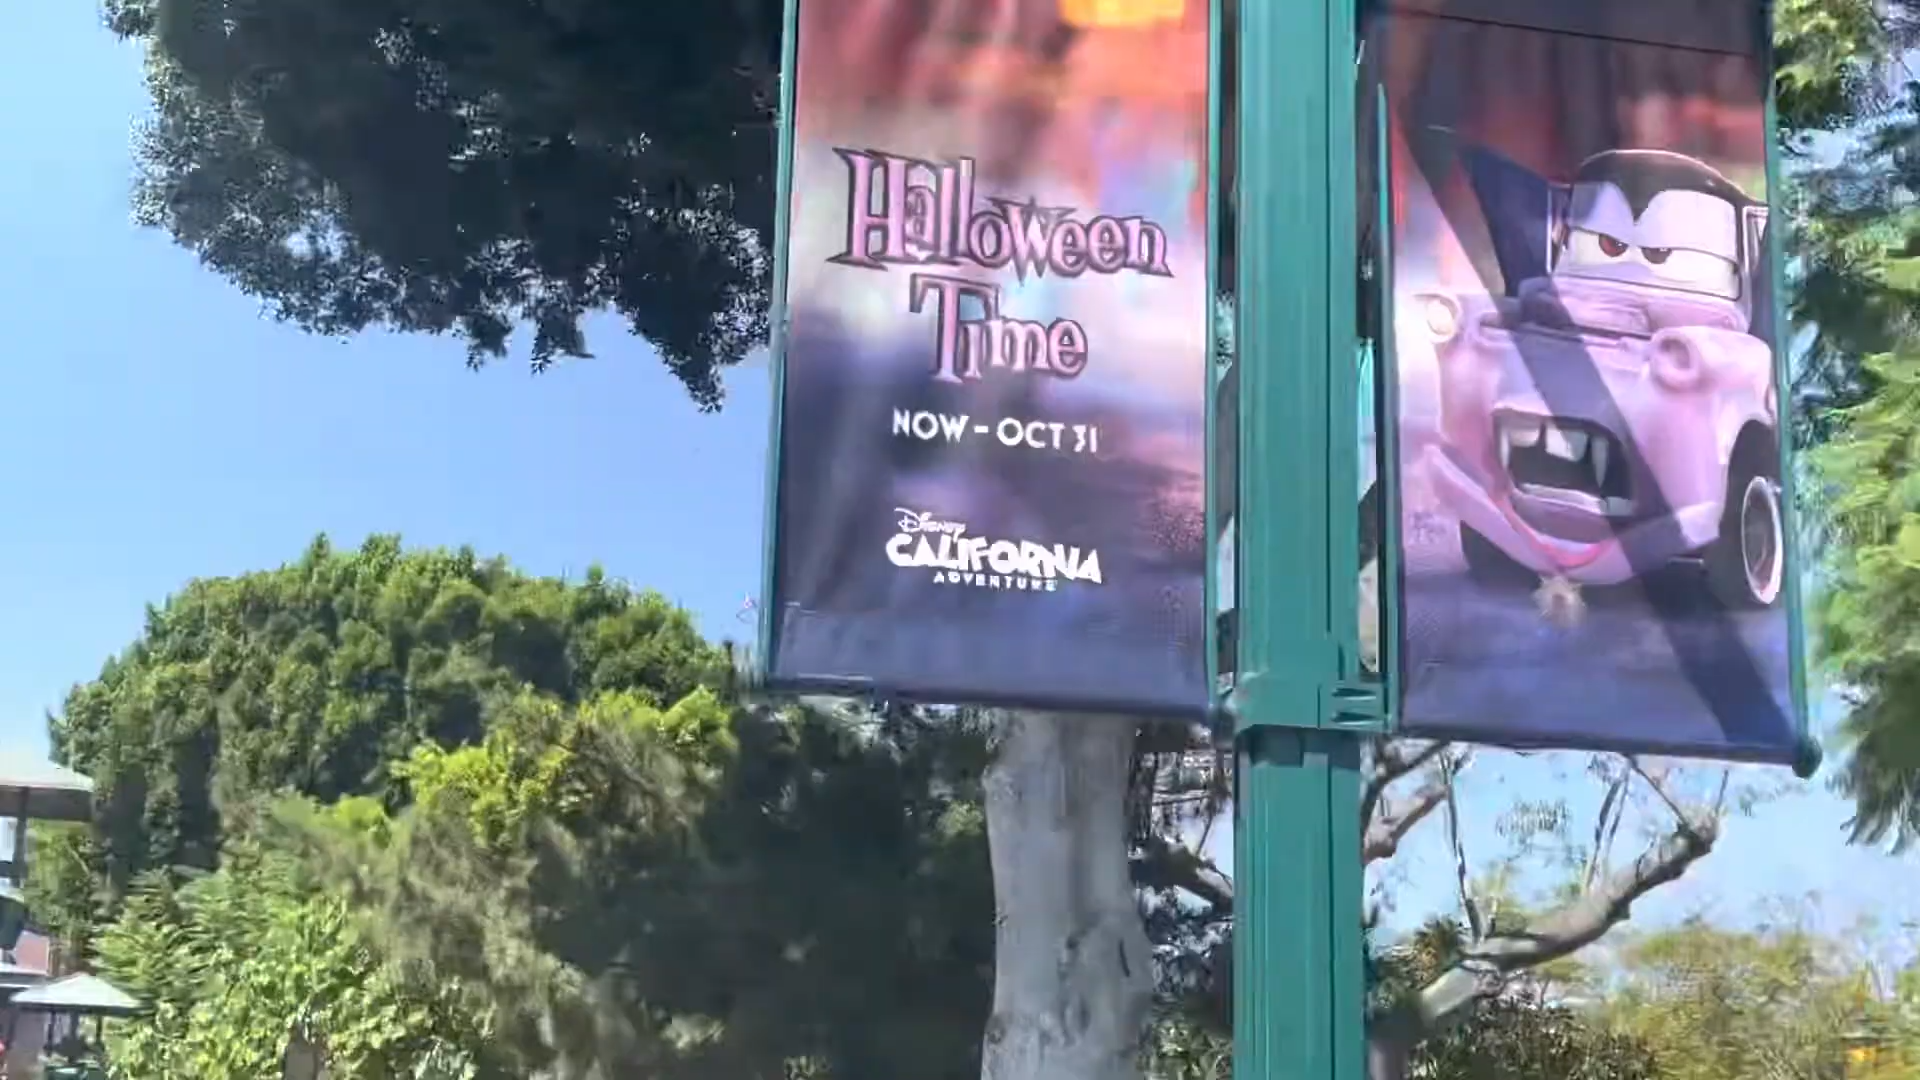 Halloween
Time
NOW - OCT 31
Disney
CALIFORNIA
ADVENTURE